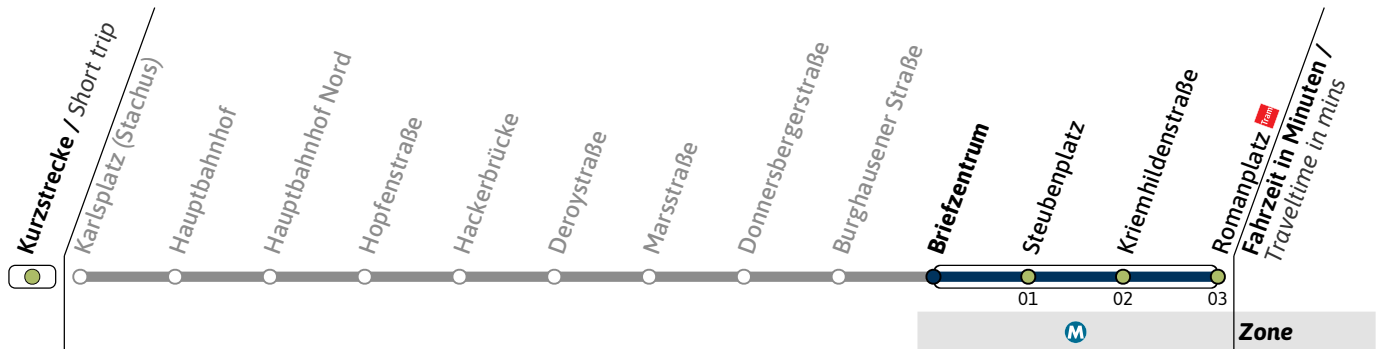 Kurzstrecke / Short trip
Karlsplatz (Stachus)
Hauptbahnhof
Hauptbahnhof Nord
Hopfenstraße
Hackerbrücke
Deroystraße
Marsstraße
Donnersbergerstraße
Burghausener Straße
Briefzentrum
Steubenplatz
Kriemhildenstraße
Romanplatz Tram
Fahrzeit in Minuten /
Traveltime in mins
01 02 03
M Zone